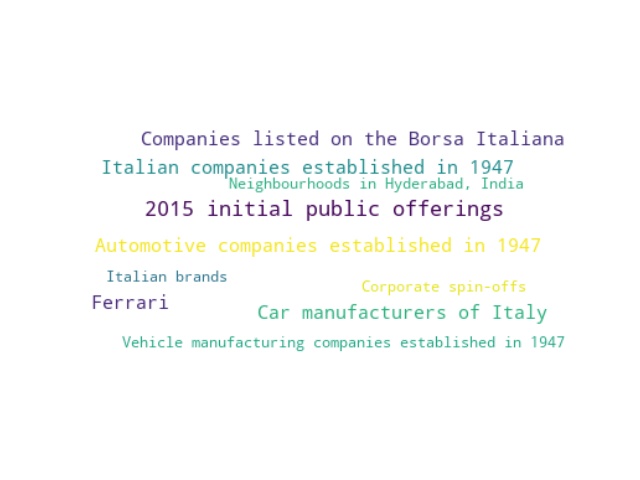 Companies listed on the Borsa Italiana
Italian companies established in 1947
Neighbourhoods in Hyderabad, India
2015 initial public offerings
Automotive companies established in 1947
Italian brands
Corporate spin-offs
Ferrari
Car manufacturers of Italy
Vehicle manufacturing companies established in 1947